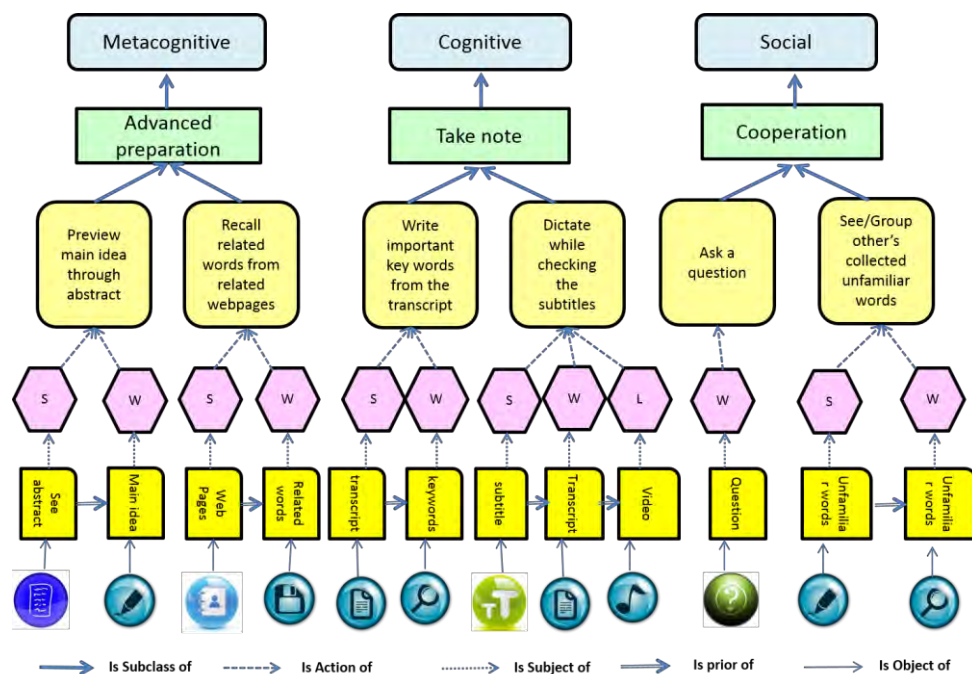 Metacognitive
Cognitive
Social
Advanced
preparation
Take note
Cooperation
Preview
main idea
through
abstract
Recall
related
words from
related
webpages
Write
important
key words
from the
transcript
Dictate
while
checking
the
subtitles
Ask a
question
See/Group
other's
collected
unfamiliar
words
S
W
S
W
S
W
S
W
L
W
S
W
See
abstract
Main idea
Web
Pages
Related
words
transcript
keywords
subtitle
Transcript
Video
Question
Unfamilia
r words
Unfamilia
r words
TT
?
Is Subclass of
Is Action of
Is Subject of
Is prior of
Is Object of